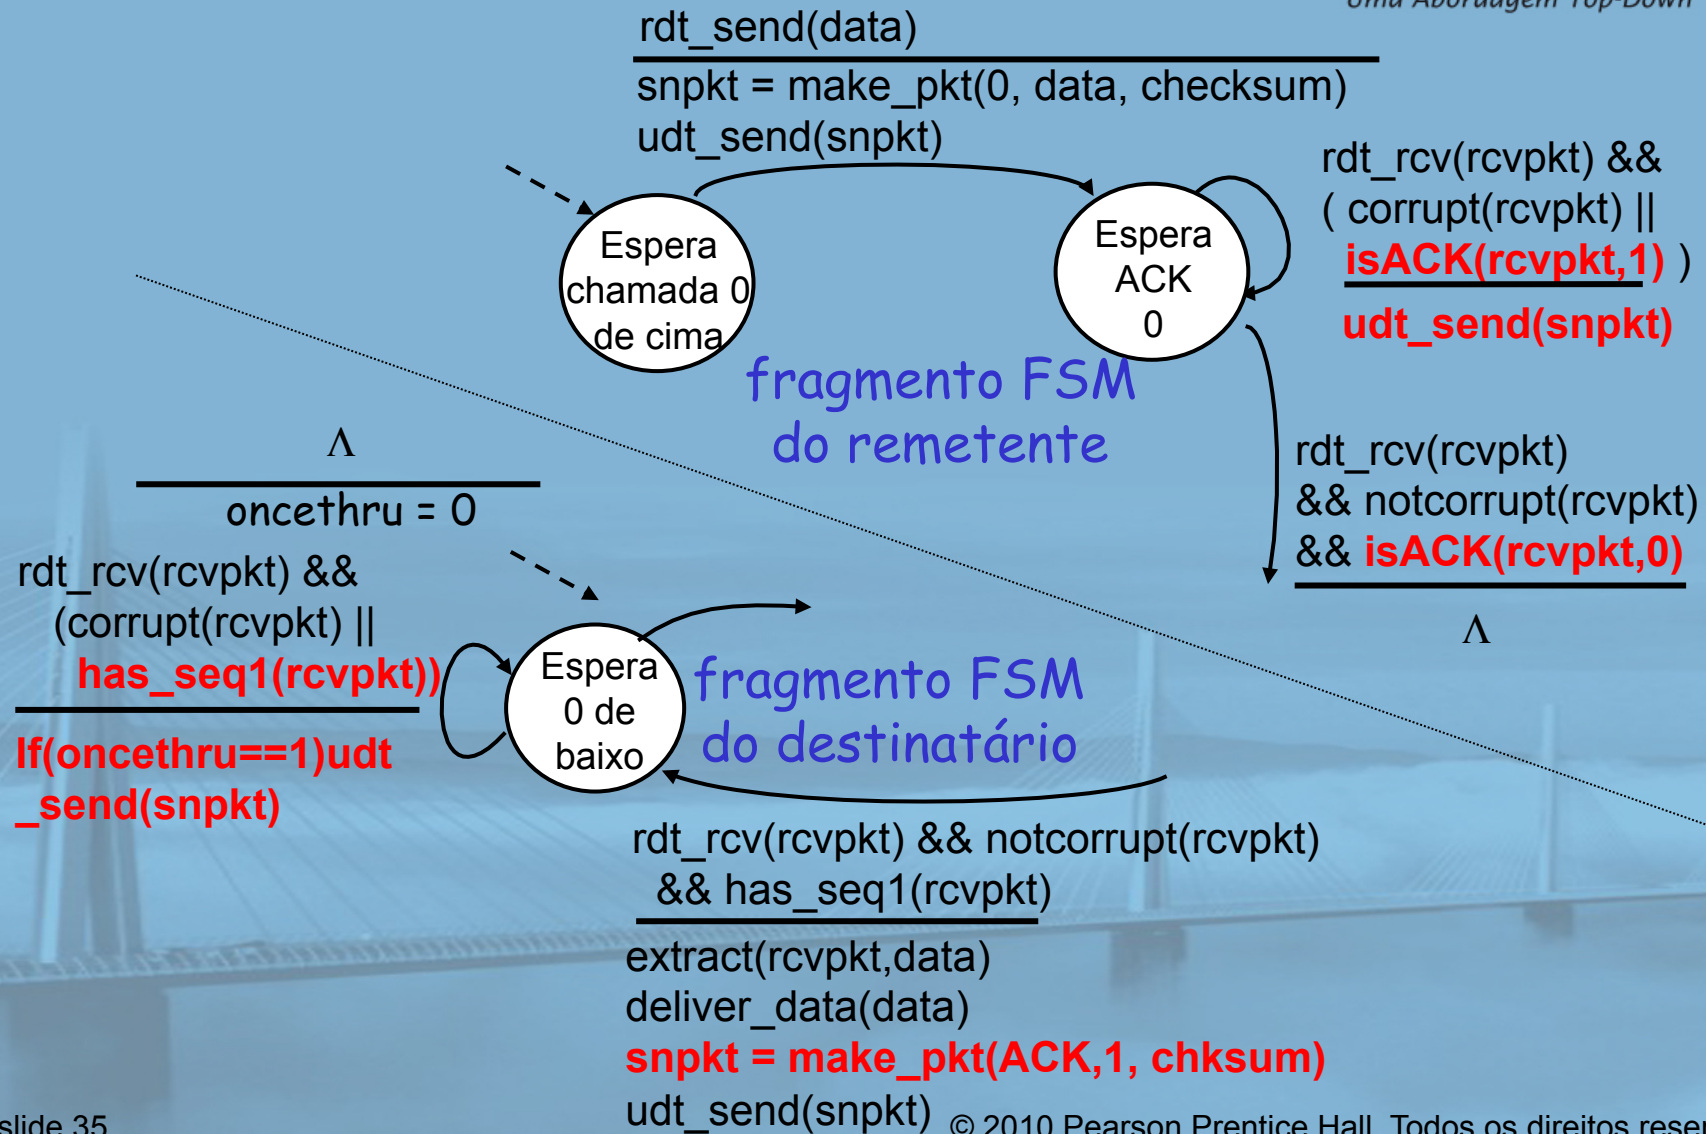 Uma Abordagem Top-Down
rdt_send(data)
snpkt = make_pkt(0, data, checksum)
udt_send(snpkt)
rdt_rcv(rcvpkt) &&
( corrupt(rcvpkt) ||
isACK(rcvpkt,1) )
udt_send(snpkt)
Espera
chamada 0
de cima
Espera
ACK
0
fragmento FSM
do remetente
rdt_rcv(rcvpkt)
&& notcorrupt(rcvpkt)
&& isACK(rcvpkt,0)
Λ
Λ
oncethru = 0
rdt_rcv(rcvpkt) &&
(corrupt(rcvpkt) ||
has_seq1(rcvpkt))
If(oncethru==1)udt
_send(snpkt)
Espera
0 de
baixo
fragmento FSM
do destinatário
rdt_rcv(rcvpkt) && notcorrupt(rcvpkt)
&& has_seq1(rcvpkt)
extract(rcvpkt,data)
deliver_data(data)
snpkt = make_pkt(ACK,1, chksum)
udt_send(snpkt)
slide 35
© 2010 Pearson Prentice Hall. Todos os direitos rese